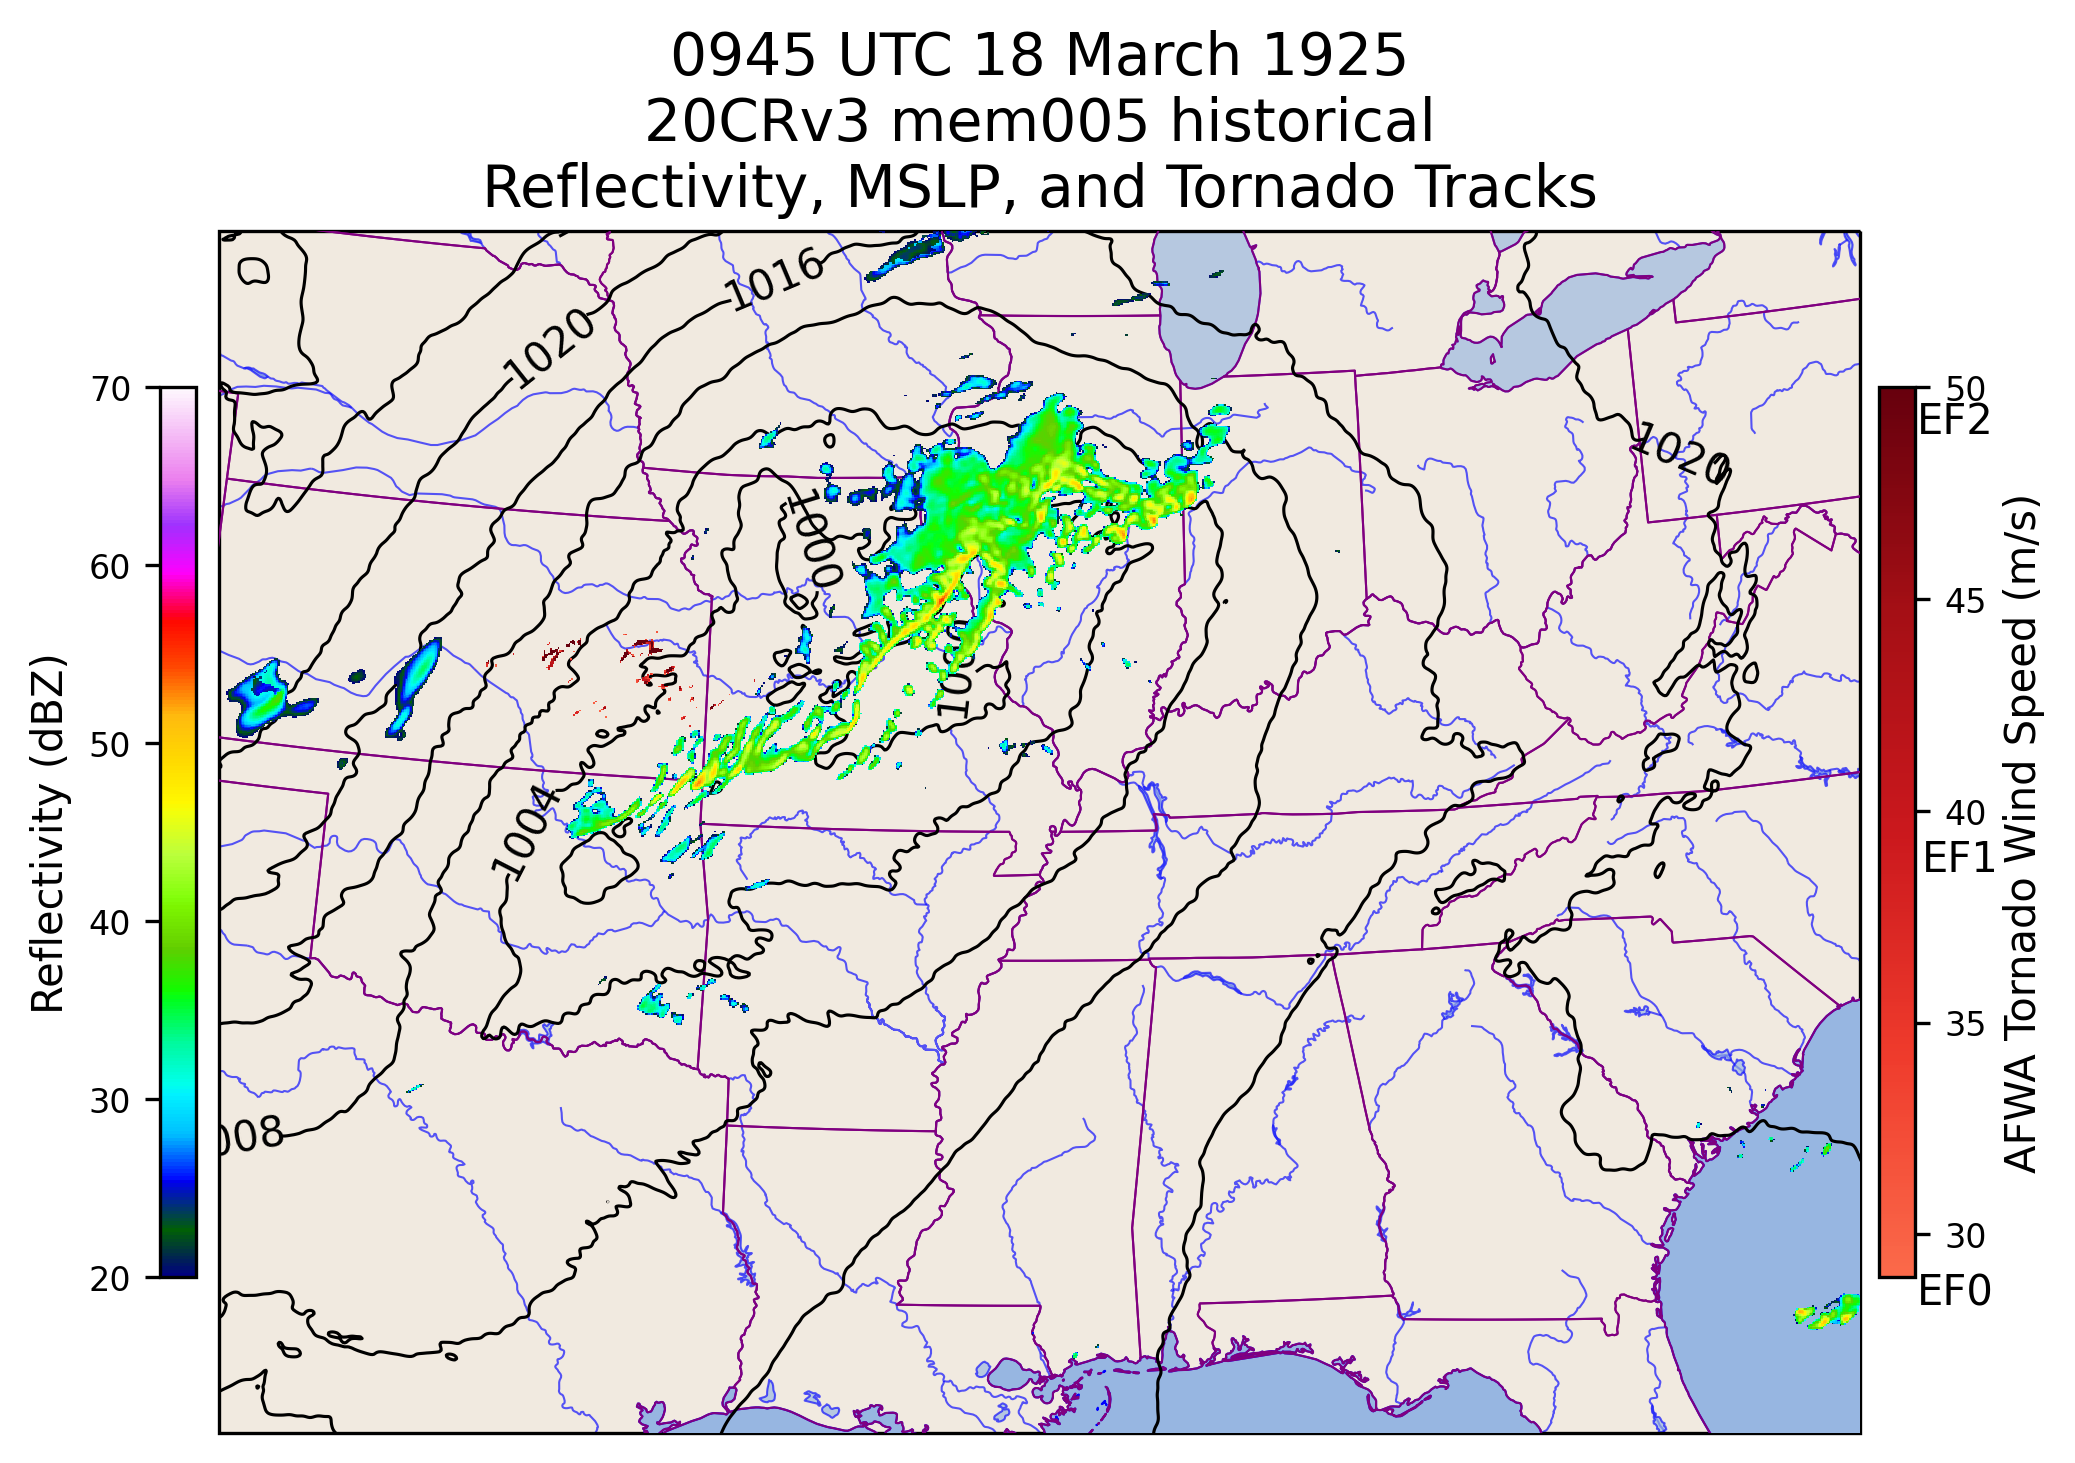 0945 UTC 18 March 1925
20CRv3 mem005 historical
Reflectivity, MSLP, and Tornado Tracks
1016
1020
1020
1000
1004
008
70
60
50
40
30
20
Reflectivity (dBZ)
50
EF2
45
40
EF1
35
30
EF0
AFWA Tornado Wind Speed (m/s)